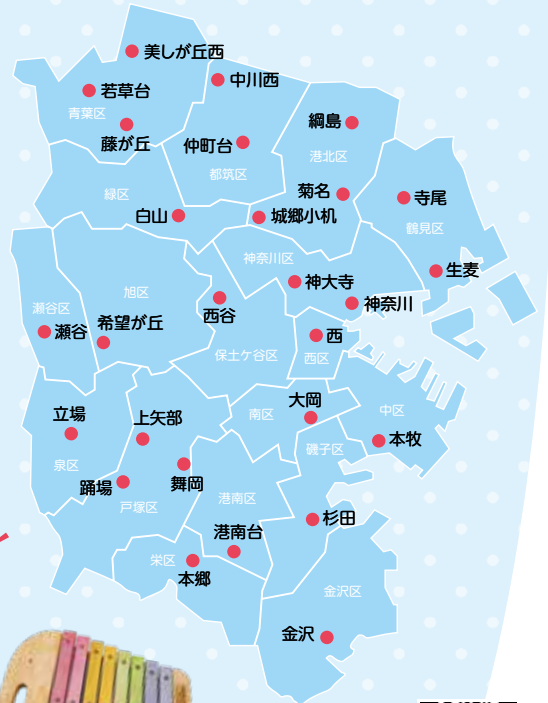 美しが丘西
中川西
若草台
青葉区
綱島
藤が丘
仲町台
港北区
都筑区
緑区
菊名
寺尾
白山
城郷小机
鶴見区
神奈川区
生麦
神大寺
旭区
神奈川
瀬谷区
西谷
希望が丘
瀬谷
西
保土ケ谷区
西区
大岡
中区
立場
上矢部
南区
本牧
磯子区
泉区
舞岡
踊場
港南区
戸塚区
杉田
港南台
栄区
本郷
金沢区
金沢